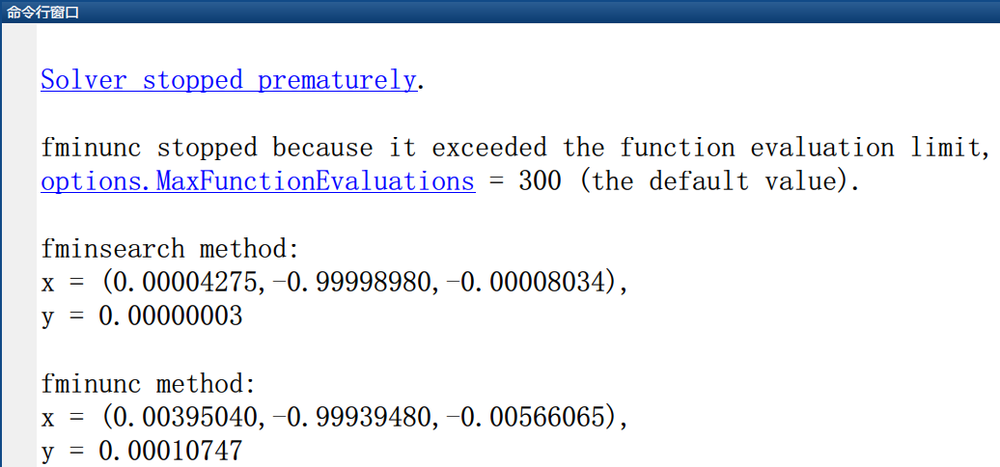 命令行窗口
Solver stopped prematurely.
fminunc stopped because it exceeded the function evaluation limit,
options.MaxFunctionEvaluations = 300 (the default value).
fminsearch method:
x = (0.00004275,-0.99998980,-0.00008034),
y = 0.00000003
fminunc method:
x = (0.00395040,-0.99939480,-0.00566065),
y = 0.00010747